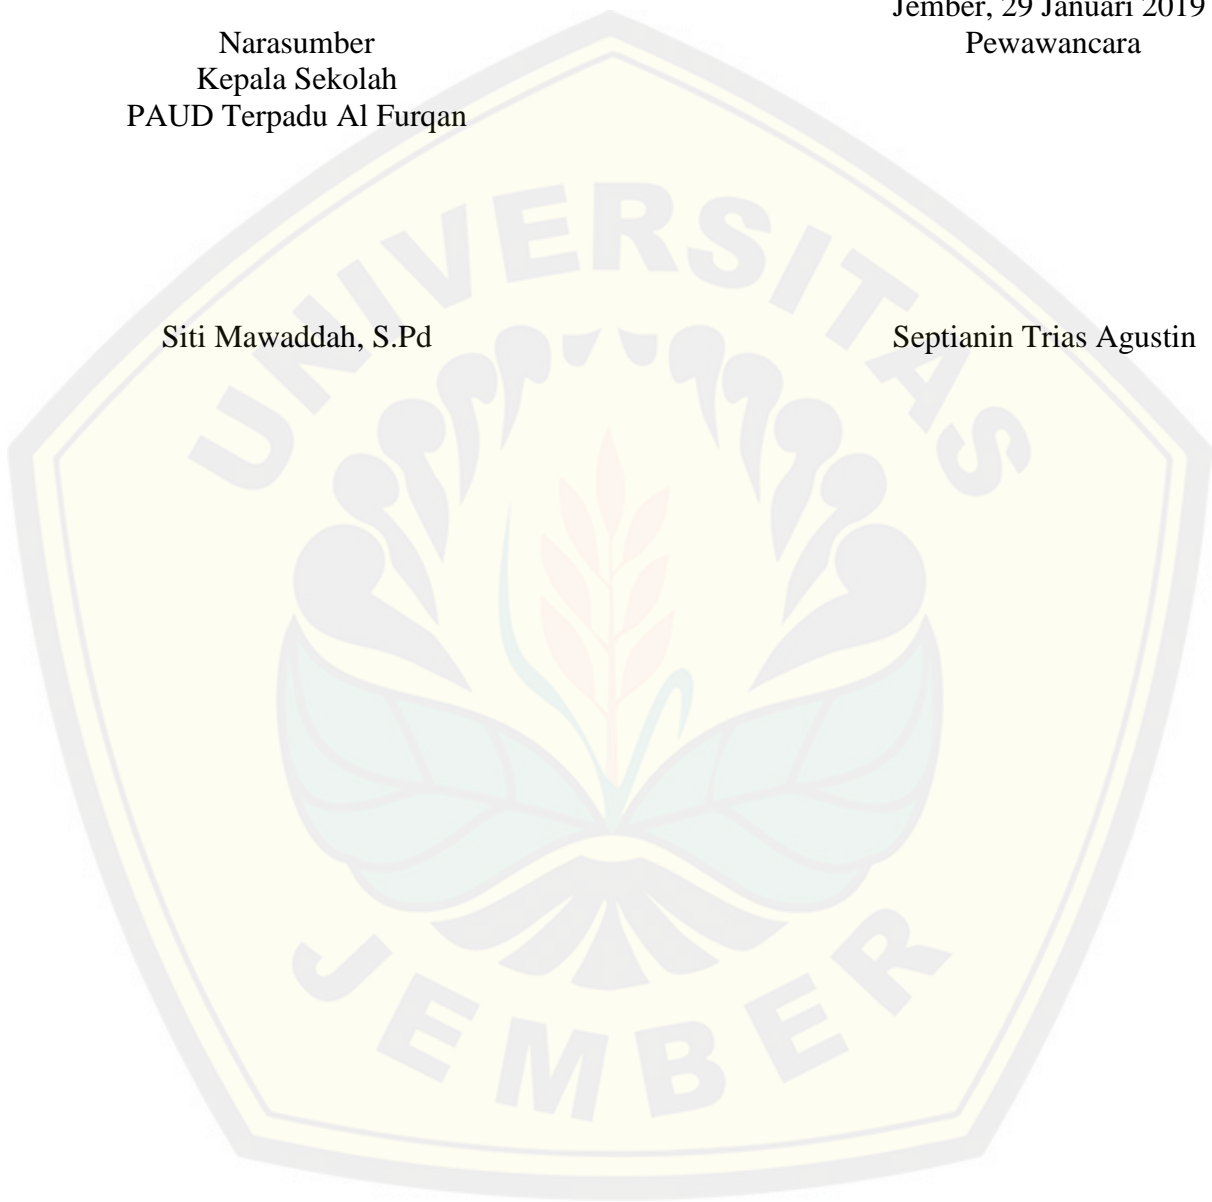 Jember, 29 Januari 2019
Narasumber
Kepala Sekolah
PAUD Terpadu Al Furqan
Pewawancara
Siti Mawaddah, S.Pd
Septianin Trias Agustin
UNIVERSITAS
JEMBER